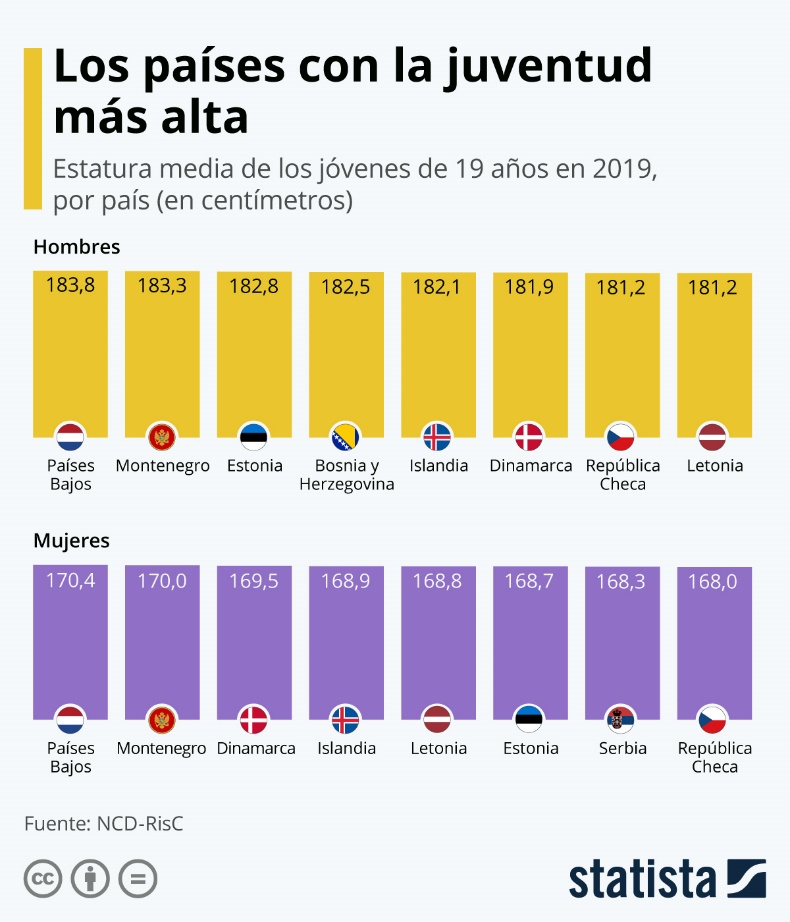 Los países con la juventud
más alta
Estatura media de los jóvenes de 19 años en 2019,
por país (en centímetros)
Hombres
183,8 183,3 182,8 182,5 182,1 181,9 181,2 181,2
Países Montenegro Estonia Bosnia y Islandia Dinamarca República Letonia
Bajos Herzegovina Checa
Mujeres
170,4 170,0 169,5 168,9 168,8 168,7 168,3 168,0
Países Montenegro Dinamarca Islandia Letonia Estonia Serbia República
Bajos Checa
Fuente: NCD-RisC
cc
statista